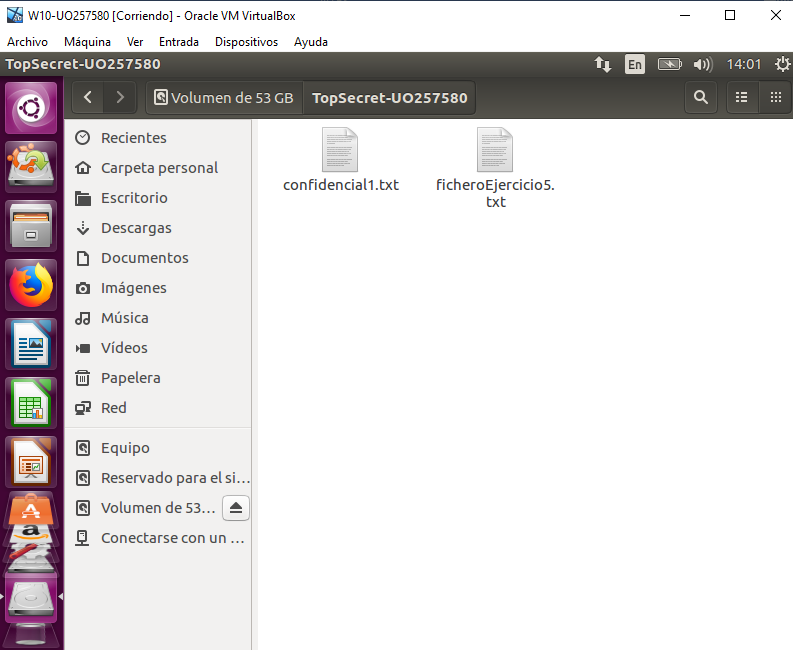 W10-UO257580 [Corriendo] - Oracle VM VirtualBox
Archivo Máquina Ver Entrada Dispositivos Ayuda
TopSecret-UO257580 En 14:01
Volumen de 53 GB TopSecret-UO257580
Recientes
Carpeta personal
Escritorio
Descargas
Documentos
Imágenes
Música
Vídeos
Papelera
Red
Equipo
Reservado para el si...
Volumen de 53...
Conectarse con un ...
confidencial1.txt
ficheroEjercicio5.
txt